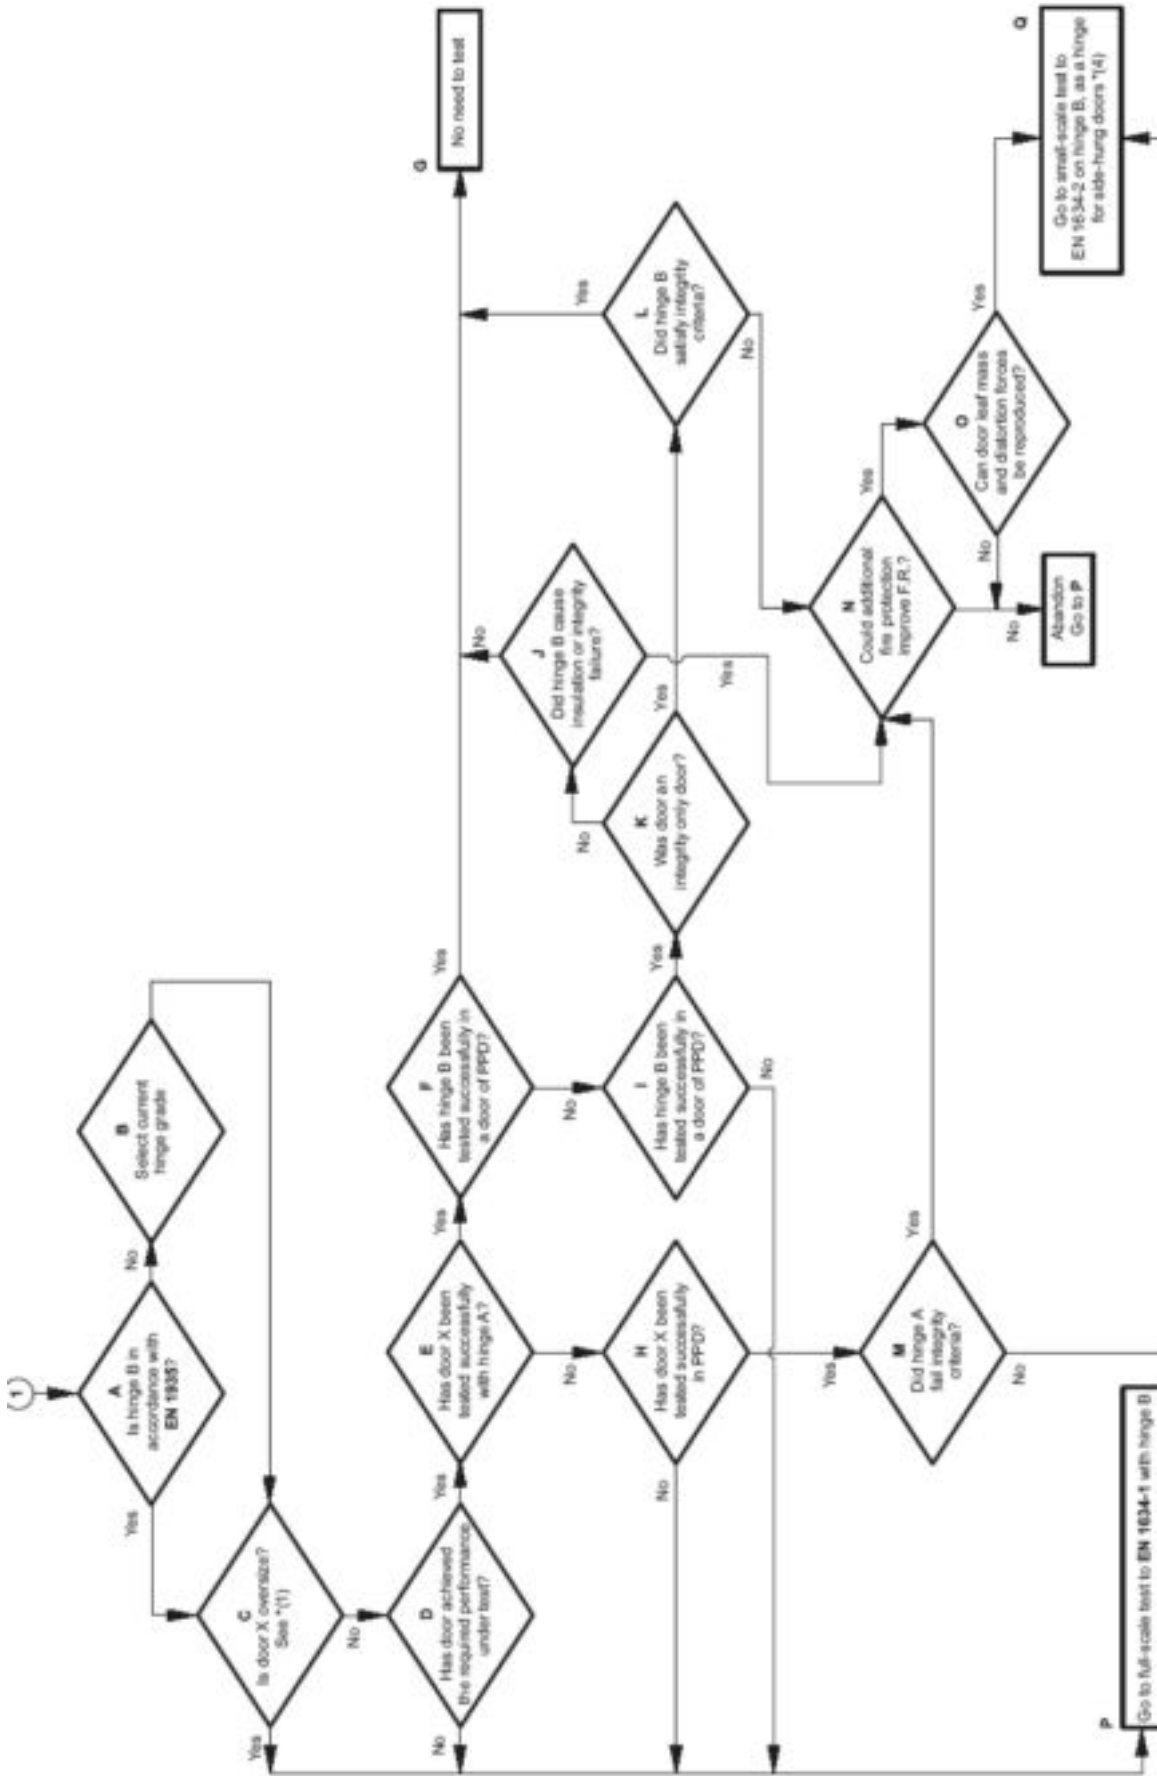 1
A
Is hinge B in
accordance with
EN 1935?
No
Yes
B
Select current
hinge grade
C
Is door X oversize?
See *(1)
Yes
No
D
Has door achieved
the required performance
under test?
No
Yes
E
Has door X been
tested successfully
with hinge A?
Yes
No
F
Has hinge B been
tested successfully in
a door of PPD?
Yes
No
G
No need to test
H
Has door X been
tested successfully
in PPD?
No
Yes
I
Has hinge B been
tested successfully in
a door of PPD?
Yes
No
K
Was door an
integrity only door?
No
Yes
J
Did hinge B cause
insulation or integrity
failure?
No
Yes
L
Did hinge B
satisfy integrity
criteria?
Yes
No
M
Did hinge A
fail integrity
criteria?
Yes
No
N
Could additional
fire protection
improve F.R.?
Yes
No
O
Can door leaf mass
and distortion forces
be reproduced?
Yes
No
Abandon
Go to P
P
Go to full-scale test to EN 1634-1 with hinge B
Q
Go to small-scale test to
EN 1634-2 on hinge B, as a hinge
for side-hung doors *(4)